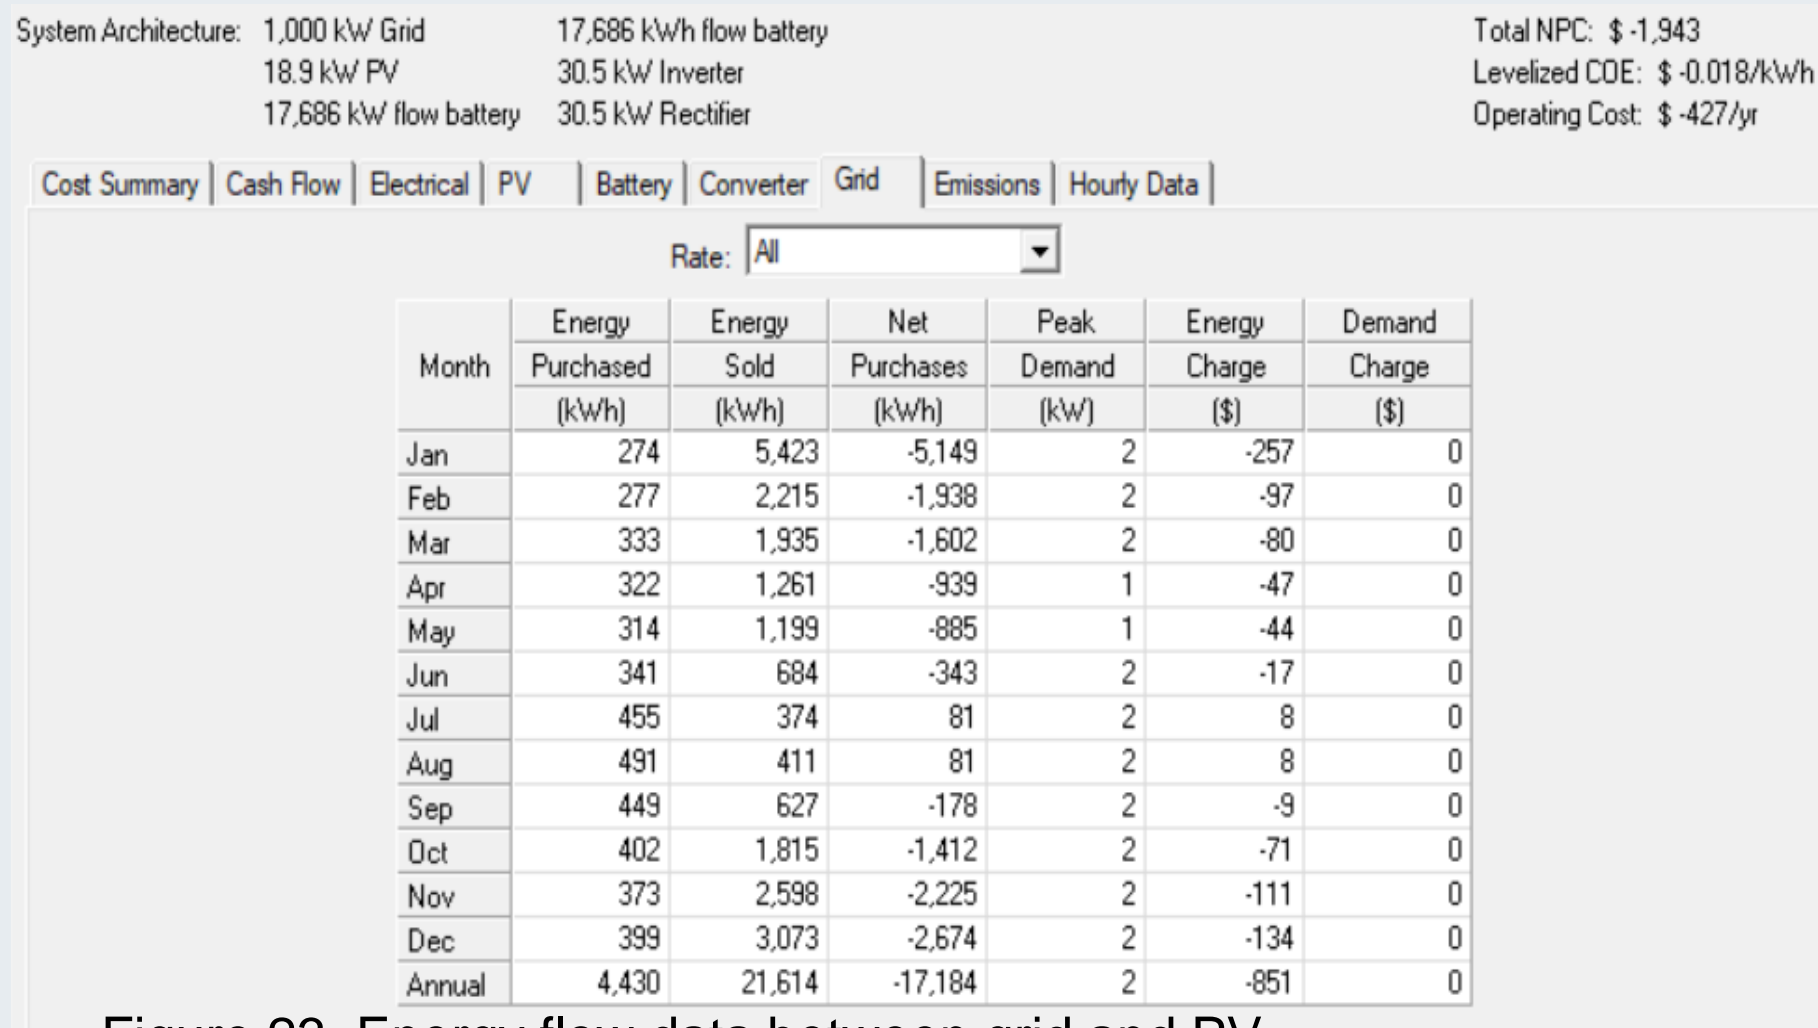 System Architecture: 1,000 kW Grid 17,686 kWh flow battery Total NPC: $ -1,943
18.9 kW PV 30.5 kW Inverter Levelized COE: $ -0.018/kWh
17,686 kW flow battery 30.5 kW Rectifier Operating Cost: $ -427/yr
Cost Summary Cash Flow Electrical PV Battery Converter Grid Emissions Hourly Data
Rate: All
Energy Energy Net Peak Energy Demand
Month Purchased Sold Purchases Demand Charge Charge
(kWh) (kWh) (kWh) (kW) ($) ($)
Jan 274 5,423 -5,149 2 -257 0
Feb 277 2,215 -1,938 2 -97 0
Mar 333 1,935 -1,602 2 -80 0
Apr 322 1,261 -939 1 -47 0
May 314 1,199 -885 1 -44 0
Jun 341 684 -343 2 -17 0
Jul 455 374 81 2 8 0
Aug 491 411 81 2 8 0
Sep 449 627 -178 2 -9 0
Oct 402 1,815 -1,412 2 -71 0
Nov 373 2,598 -2,225 2 -111 0
Dec 399 3,073 -2,674 2 -134 0
Annual 4,430 21,614 -17,184 2 -851 0
Energy flow data between grid and PV